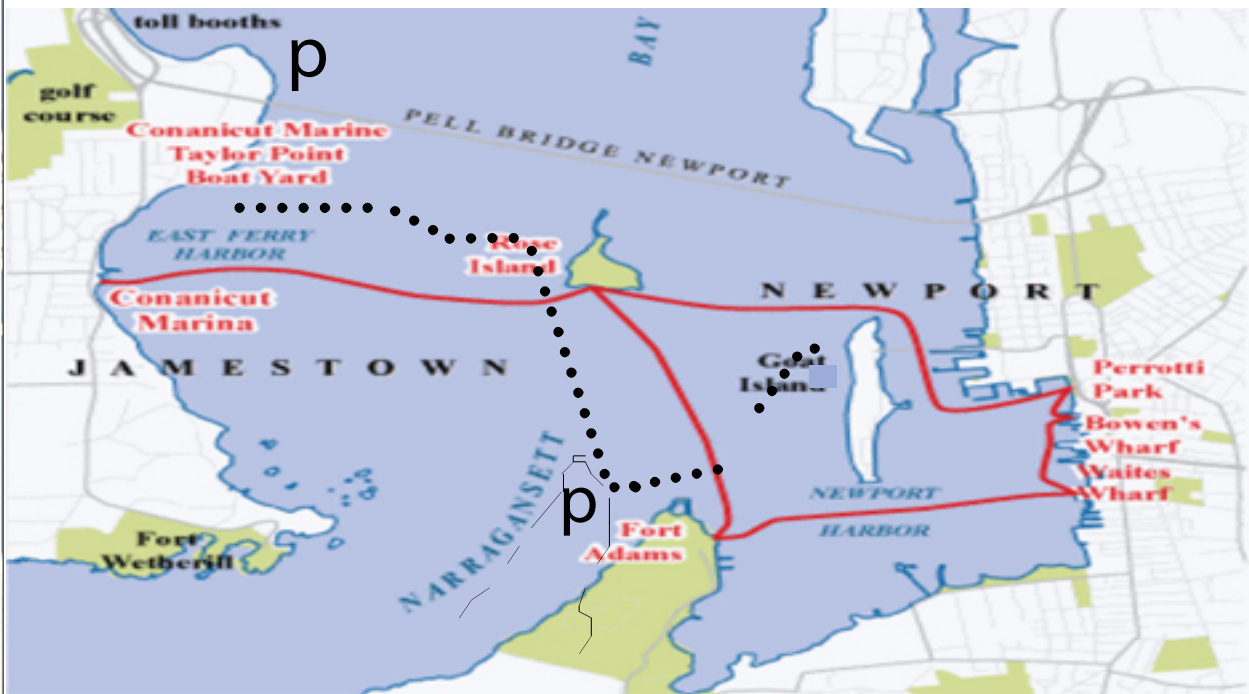 toll booths
p
BAY
golf
course
PELL BRIDGE NEWPORT
Conanicut Marine
Taylor Point
Boat Yard
EAST FERRY
HARBOR
Rose
Island
Conanicut
Marina
NEWPORT
JAMESTOWN
Goat
Island
Perrotti
Park
Bowen's
Wharf
Waites
Wharf
NARRAGANSETT
p
NEWPORT
HARBOR
Fort
Adams
Fort
Wetherill